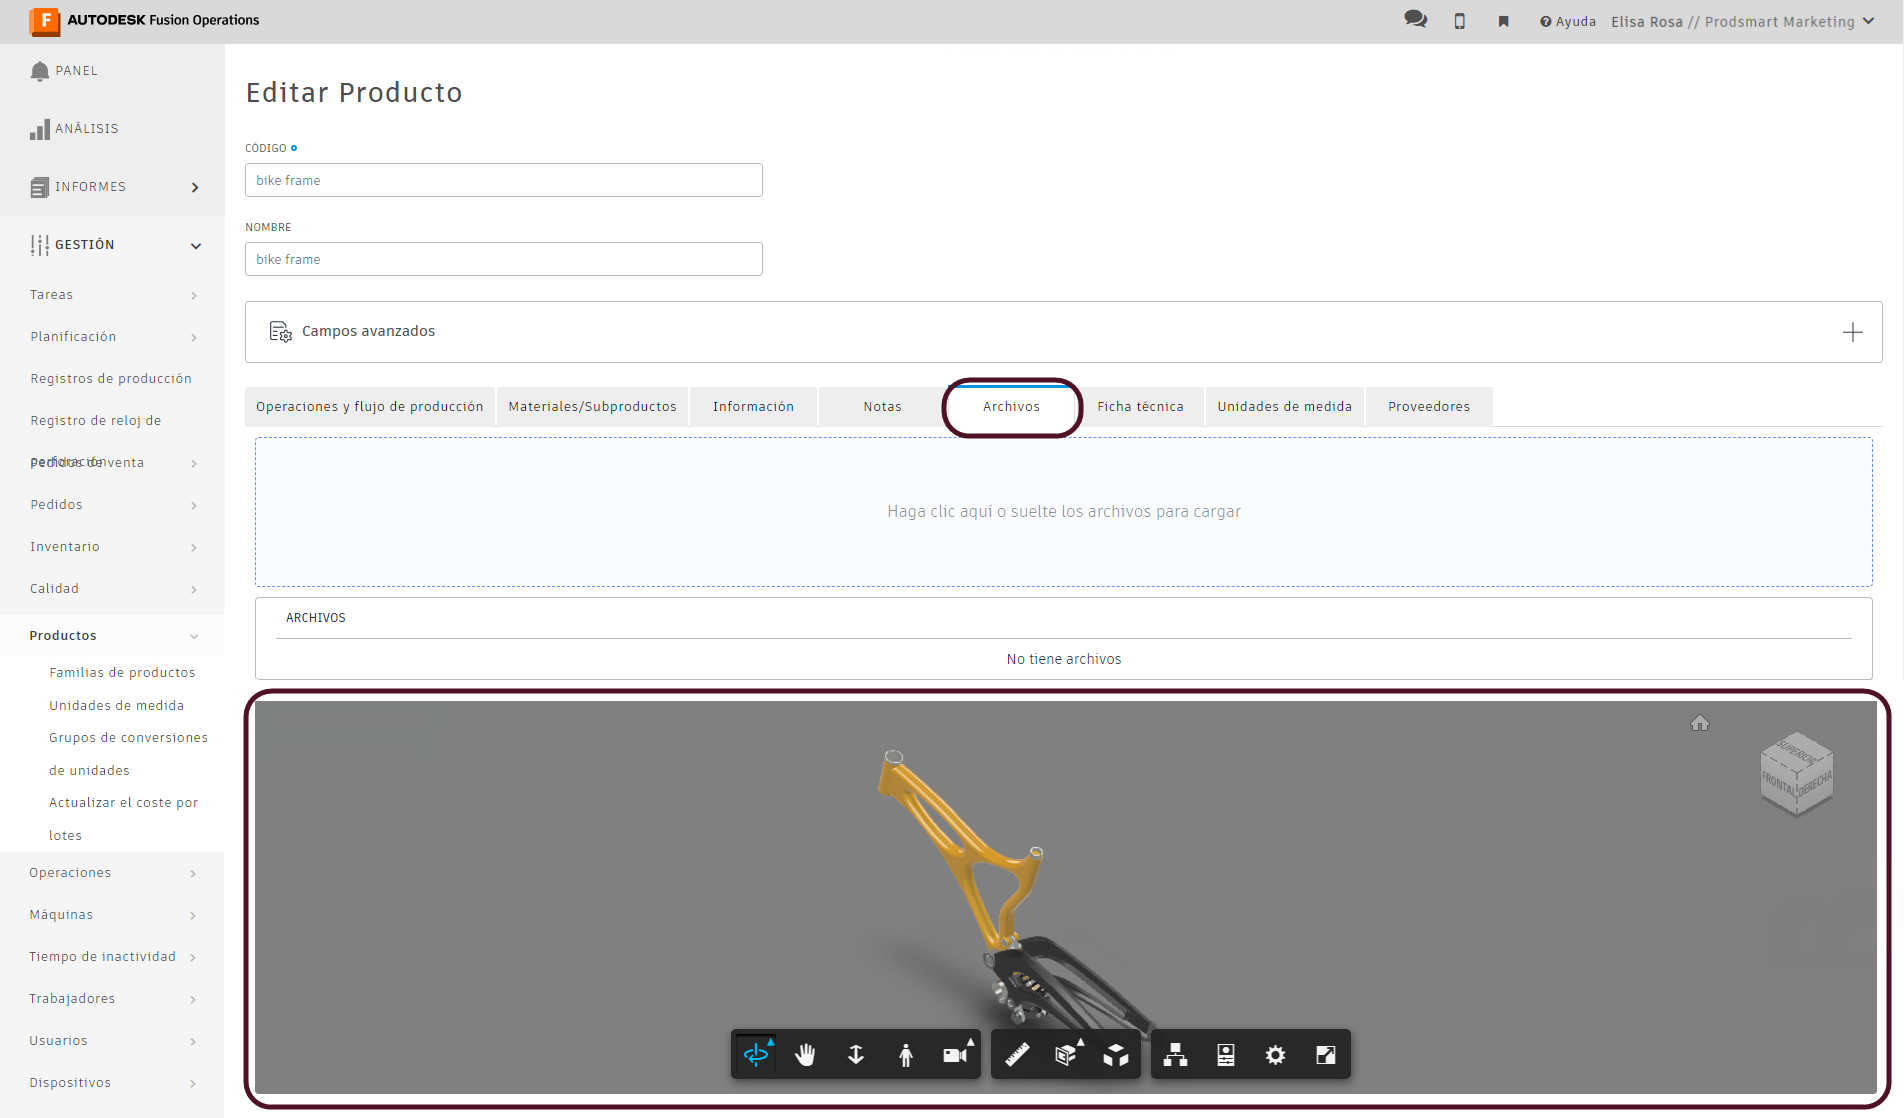 F AUTODESK Fusion Operations
Ayuda Elisa Rosa // Prodsmart Marketing
PANEL
ANÁLISIS
INFORMES
GESTIÓN
Tareas
Planificación
Registros de producción
Registro de reloj de
perforación
Pedidos de venta
Pedidos
Inventario
Calidad
Productos
Familias de productos
Unidades de medida
Grupos de conversiones
de unidades
Actualizar el coste por
lotes
Operaciones
Máquinas
Tiempo de inactividad
Trabajadores
Usuarios
Dispositivos
Editar Producto
CÓDIGO
bike frame
NOMBRE
bike frame
Campos avanzados
Operaciones y flujo de producción Materiales/Subproductos Información Notas Archivos Ficha técnica Unidades de medida Proveedores
Haga clic aquí o suelte los archivos para cargar
ARCHIVOS
No tiene archivos
SUPERIOR
FRONTAL DERECHA